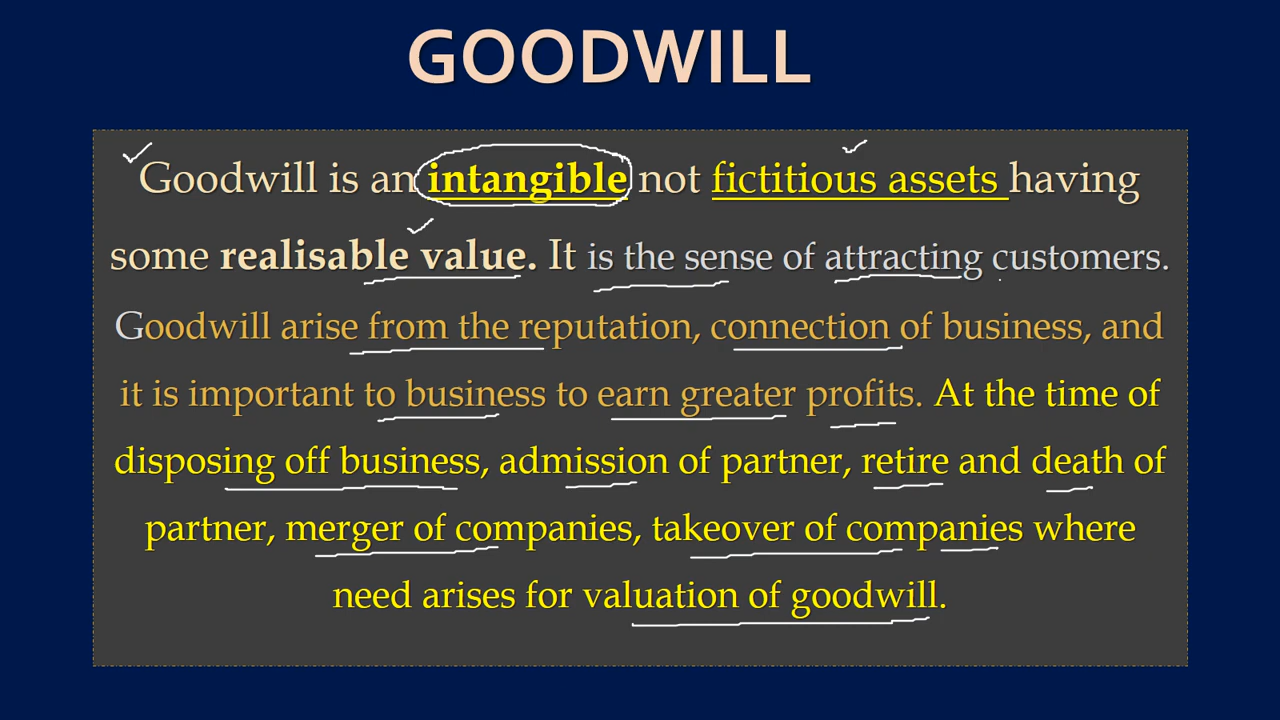 GOODWILL
Goodwill is an intangible not fictitious assets having
some realisable value. It is the sense of attracting customers.
Goodwill arise from the reputation, connection of business, and
it is important to business to earn greater profits. At the time of
disposing off business, admission of partner, retire and death of
partner, merger of companies, takeover of companies where
need arises for valuation of goodwill.